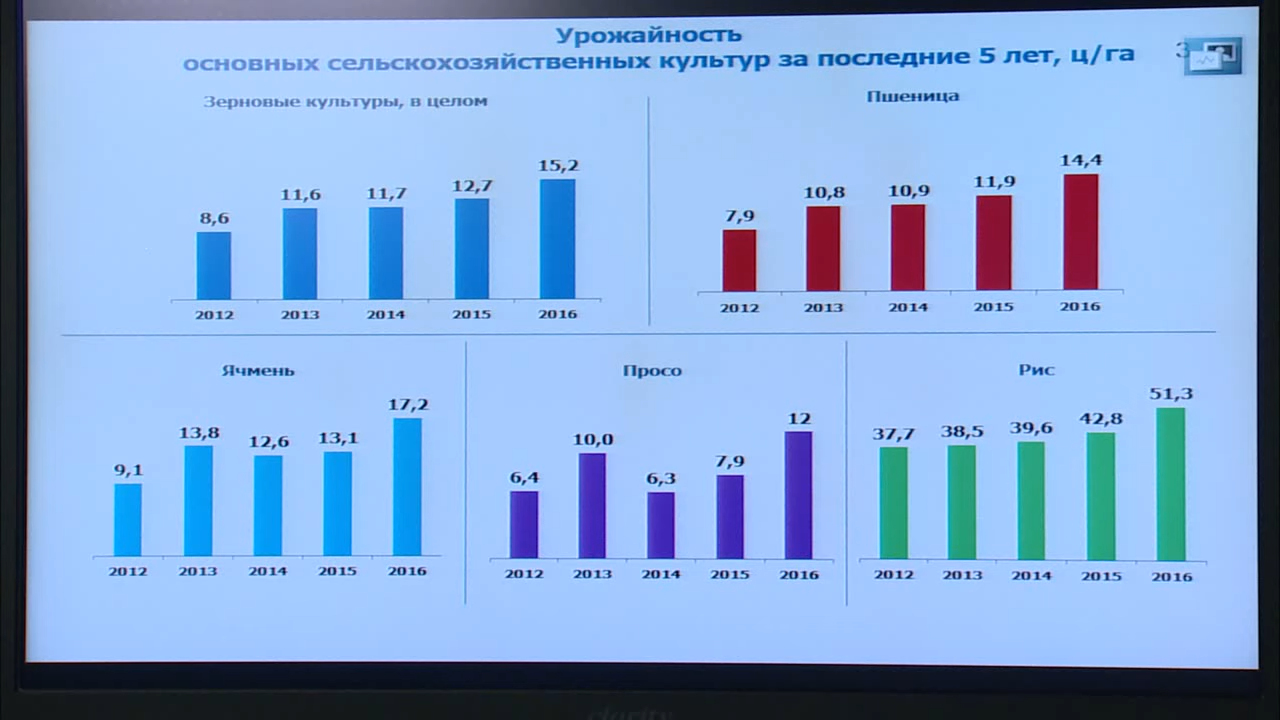 Урожайность
основных сельскохозяйственных культур за последние 5 лет, ц/га
3
Зерновые культуры, в целом
8,6 11,6 11,7 12,7 15,2
2012 2013 2014 2015 2016
Пшеница
7,9 10,8 10,9 11,9 14,4
2012 2013 2014 2015 2016
Ячмень
9,1 13,8 12,6 13,1 17,2
2012 2013 2014 2015 2016
Просо
6,4 10,0 6,3 7,9 12
2012 2013 2014 2015 2016
Рис
37,7 38,5 39,6 42,8 51,3
2012 2013 2014 2015 2016
clarity